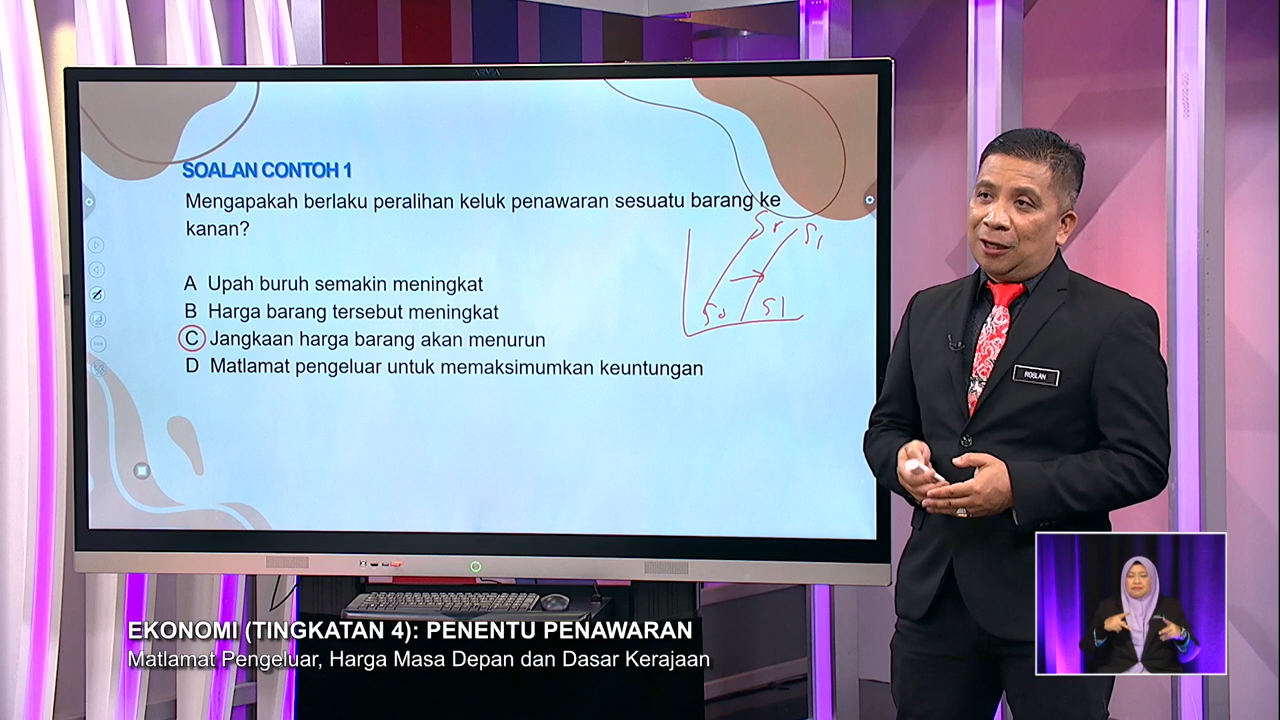 ARVIA
SOALAN CONTOH 1
Mengapakah berlaku peralihan keluk penawaran sesuatu barang ke
kanan?
A Upah buruh semakin meningkat
B Harga barang tersebut meningkat
C Jangkaan harga barang akan menurun
D Matlamat pengeluar untuk memaksimumkan keuntungan
S1
S0
S1
ROSLAN
EKONOMI (TINGKATAN 4): PENENTU PENAWARAN
Matlamat Pengeluar, Harga Masa Depan dan Dasar Kerajaan